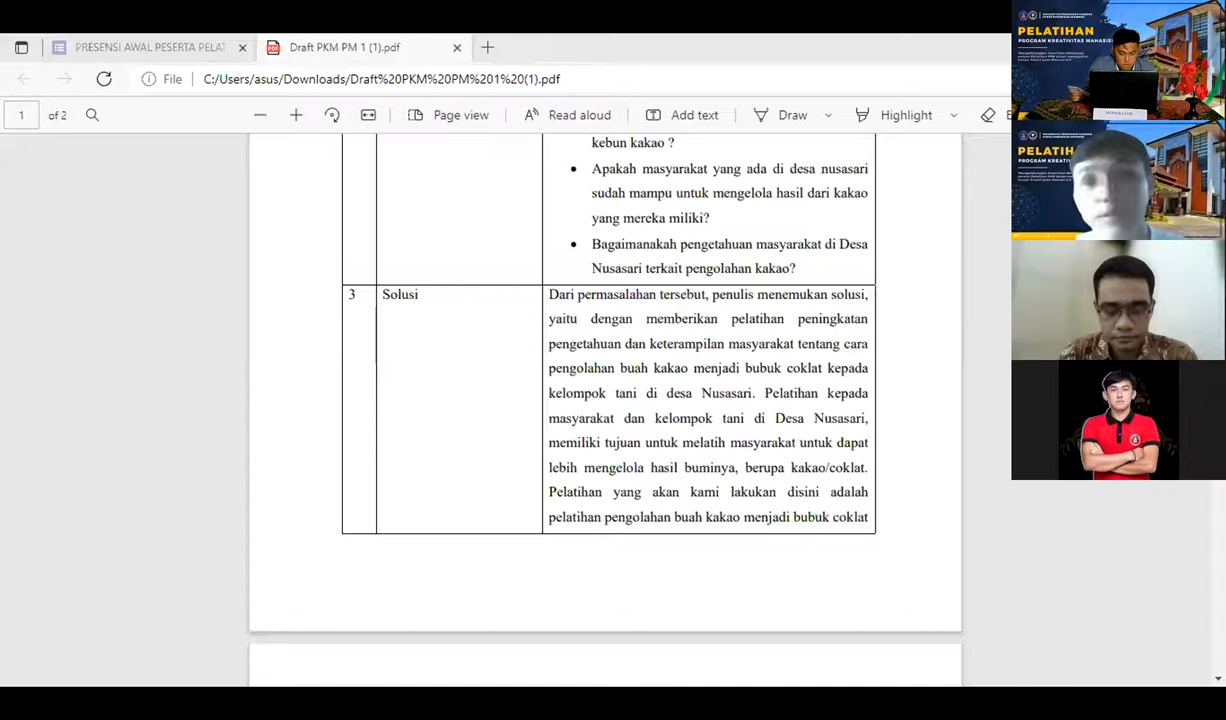 PRESENSI AWAL PESERTA PELAT
Draft PKM PM 1 (1).pdf
File
C:/Users/asus/Downloads/Draft%20PKM%20PM%201%20(1).pdf
1
of 2
Page view
Read aloud
Add text
Draw
Highlight
kebun kakao ?
• Apakah masyarakat yang ada di desa nusasari
sudah mampu untuk mengelola hasil dari kakao
yang mereka miliki?
• Bagaimanakah pengetahuan masyarakat di Desa
Nusasari terkait pengolahan kakao?
3
Solusi
Dari permasalahan tersebut, penulis menemukan solusi,
yaitu dengan memberikan pelatihan peningkatan
pengetahuan dan keterampilan masyarakat tentang cara
pengolahan buah kakao menjadi bubuk coklat kepada
kelompok tani di desa Nusasari. Pelatihan kepada
masyarakat dan kelompok tani di Desa Nusasari,
memiliki tujuan untuk melatih masyarakat untuk dapat
lebih mengelola hasil buminya, berupa kakao/coklat.
Pelatihan yang akan kami lakukan disini adalah
pelatihan pengolahan buah kakao menjadi bubuk coklat
PELATIHAN
PROGRAM KREATIVITAS MAHASIS
PELATIH
PROGRAM KREA